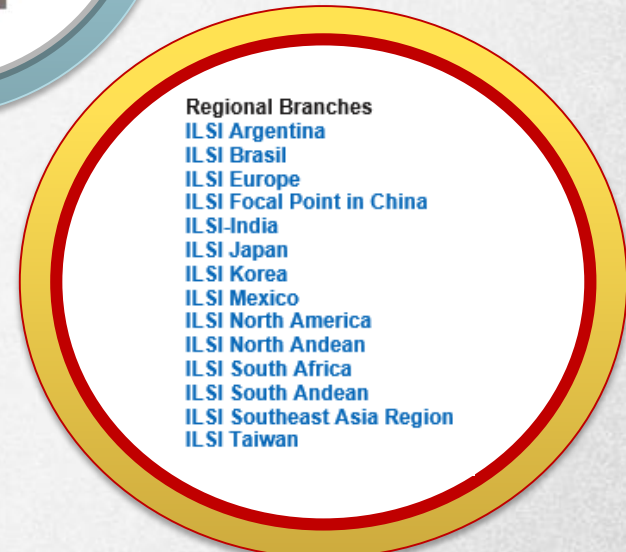 Regional Branches
ILSI Argentina
ILSI Brasil
ILSI Europe
ILSI Focal Point in China
ILSI-India
ILSI Japan
ILSI Korea
ILSI Mexico
ILSI North America
ILSI North Andean
ILSI South Africa
ILSI South Andean
ILSI Southeast Asia Region
ILSI Taiwan